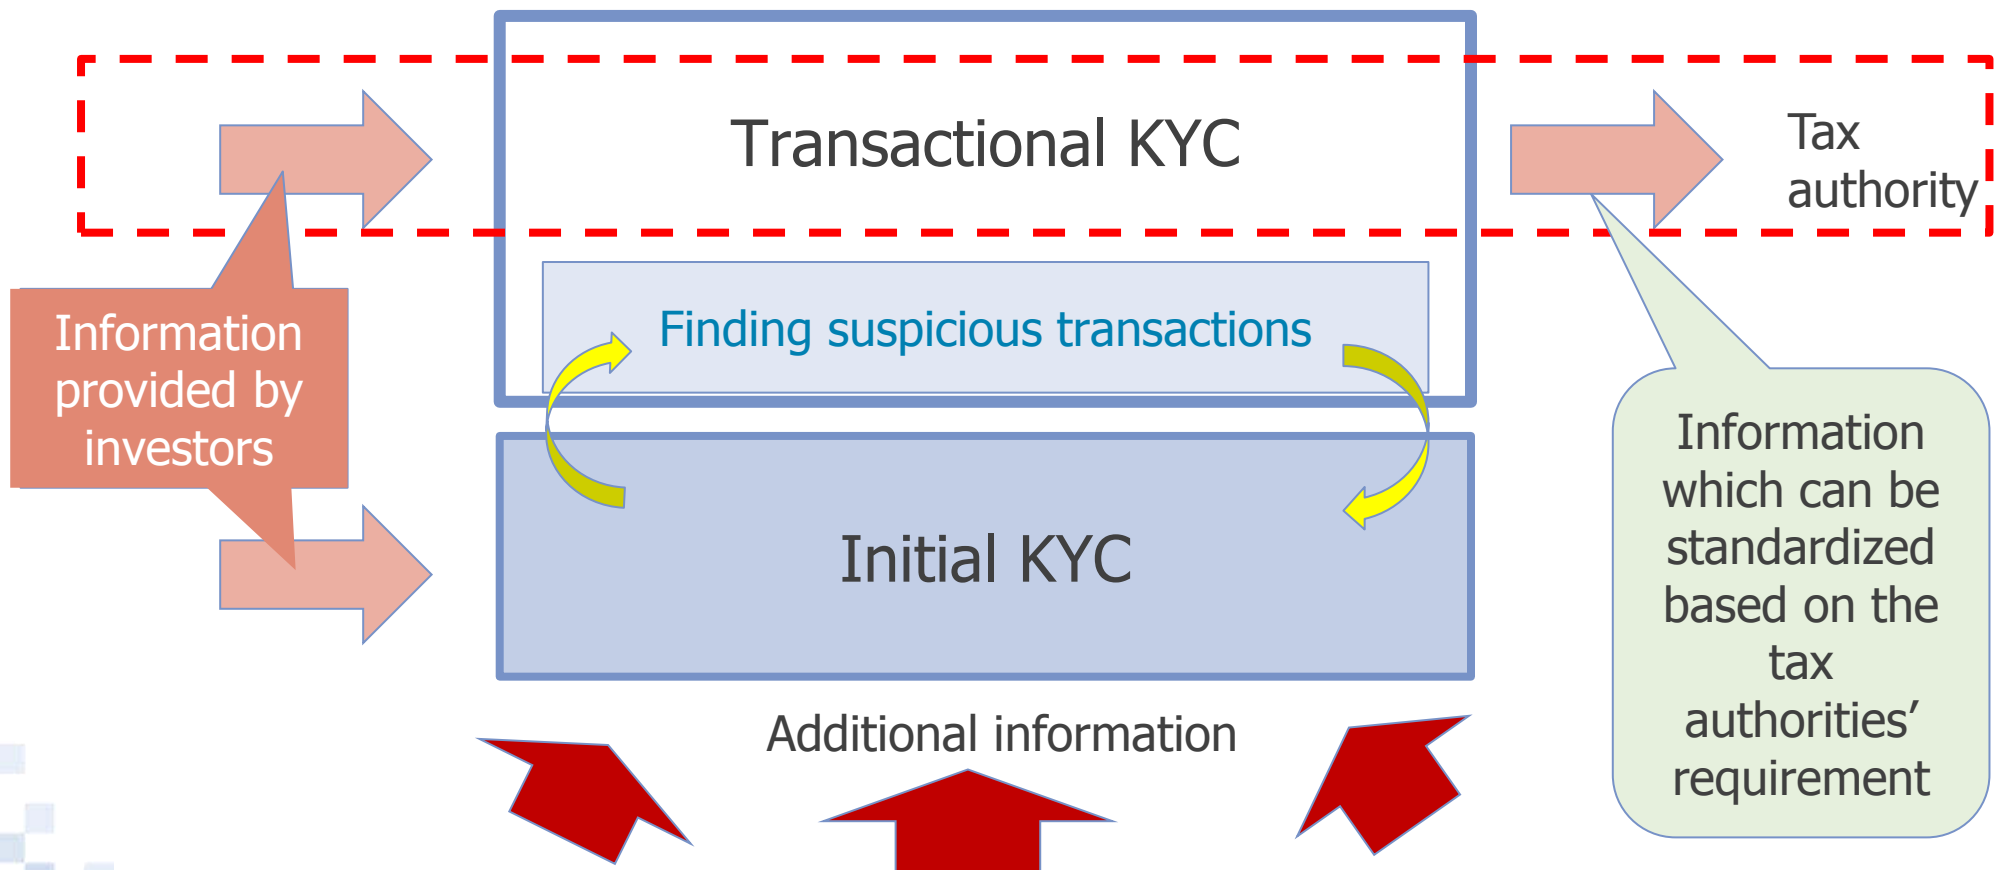 Transactional KYC
Tax
authority
Finding suspicious transactions
Information
provided by
investors
Initial KYC
Information
which can be
standardized
based on the
tax
authorities’
requirement
Additional information